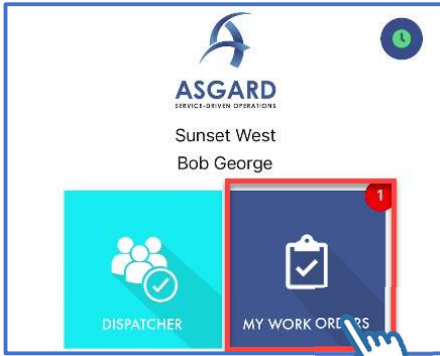 ASGARD
SERVICE-DRIVEN OPERATIONS
Sunset West
Bob George
1
DISPATCHER
MY WORK ORDERS